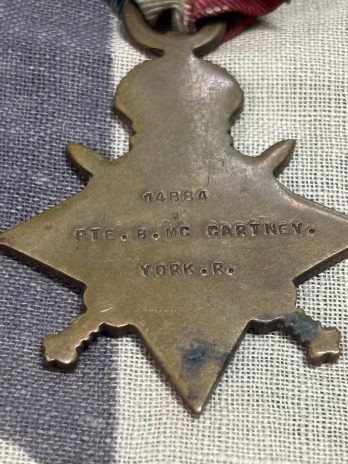 14884
PTE. B. MC CARTNEY.
YORK. R.